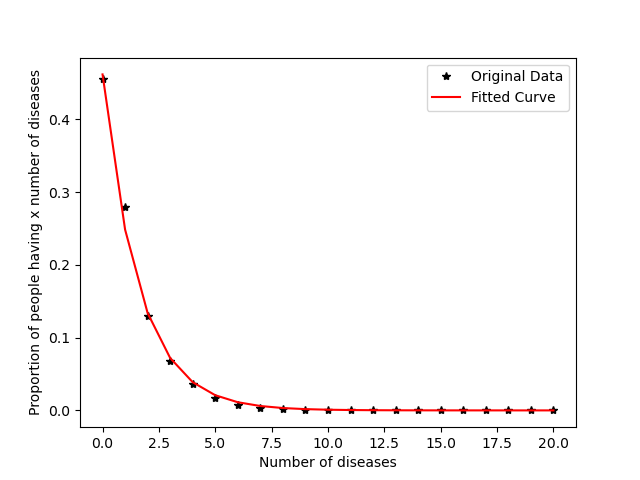 Original Data
Fitted Curve
Proportion of people having x number of diseases
0.4
0.3
0.2
0.1
0.0
0.0 2.5 5.0 7.5 10.0 12.5 15.0 17.5 20.0
Number of diseases